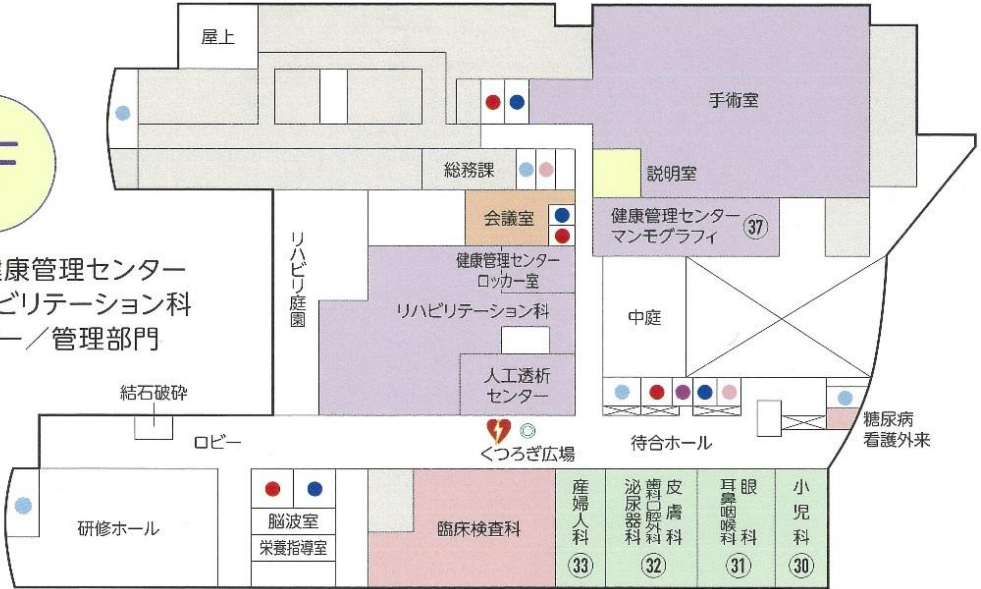 屋上
手術室
総務課
説明室
会議室
健康管理センター
マンモグラフィ
㊲
健康管理センター
ロッカー室
リハビリ庭園
リハビリテーション科
中庭
康管理センター
ビリテーション科
ー／管理部門
人工透析
センター
結石破砕
ロビー
くつろぎ広場
待合ホール
糖尿病
看護外来
研修ホール
脳波室
栄養指導室
臨床検査科
産婦人科
㉝
皮膚科
歯科口腔外科
泌尿器科
㉜
眼科
耳鼻咽喉科
㉛
小児科
㉚